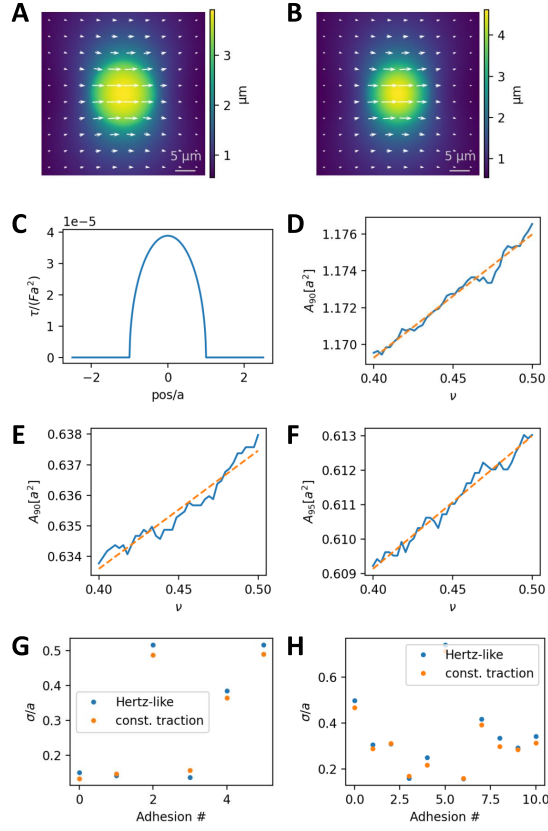 A
B
3
2
1
µm
5 µm
4
3
2
1
µm
5 µm
C
D
1e−5
4
3
2
1
0
τ/(Fa²)
−2
0
2
pos/a
1.176
1.174
1.172
1.170
A₉₀[a²]
0.40
0.45
0.50
ν
E
F
0.638
0.637
0.636
0.635
0.634
A₉₀[a²]
0.40
0.45
0.50
ν
0.613
0.612
0.611
0.610
0.609
A₉₅[a²]
0.40
0.45
0.50
ν
G
H
0.5
0.4
0.3
0.2
σ/a
Hertz-like
const. traction
0
2
4
Adhesion #
0.6
0.4
0.2
σ/a
Hertz-like
const. traction
0.0
2.5
5.0
7.5
10.0
Adhesion #